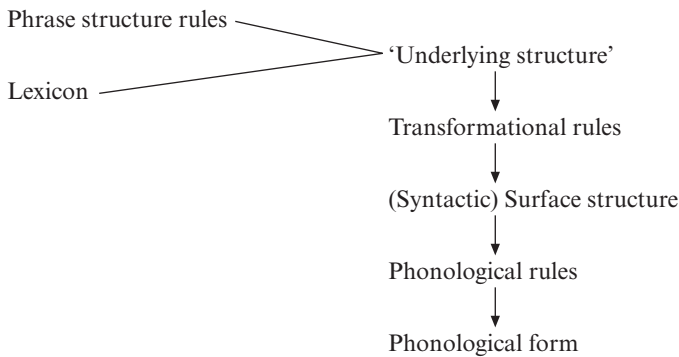 Phrase structure rules
‘Underlying structure’
Lexicon
Transformational rules
(Syntactic) Surface structure
Phonological rules
Phonological form